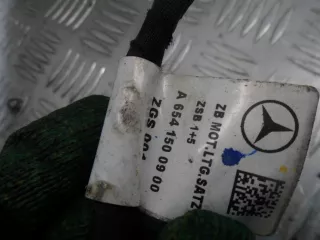 ZB MOT.LTG.SATZ
ZSB 1+5
A 654 150 09 00
ZGS 001